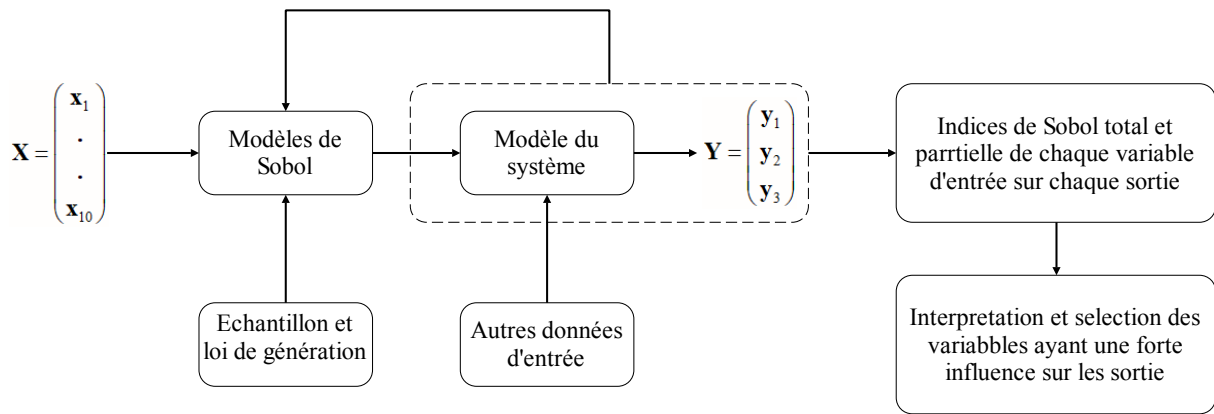 X = ( x1 . . x10 )
Modèles de
Sobol
Modèle du
système
Y = ( y1 y2 y3 )
Indices de Sobol total et
parrtielle de chaque variable
d'entrée sur chaque sortie
Echantillon et
loi de génération
Autres données
d'entrée
Interpretation et selection des
variabbles ayant une forte
influence sur les sortie